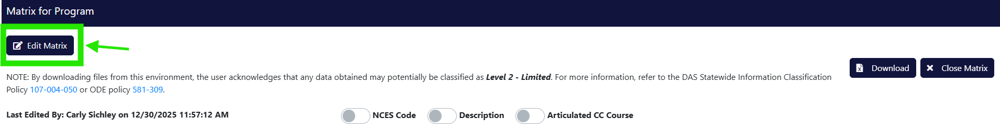 Matrix for Program
Edit Matrix
Download
Close Matrix
NOTE: By downloading files from this environment, the user acknowledges that any data obtained may potentially be classified as Level 2 - Limited. For more information, refer to the DAS Statewide Information Classification
Policy 107-004-050 or ODE policy 581-309.
Last Edited By: Carly Sichley on 12/30/2025 11:57:12 AM
NCES Code
Description
Articulated CC Course